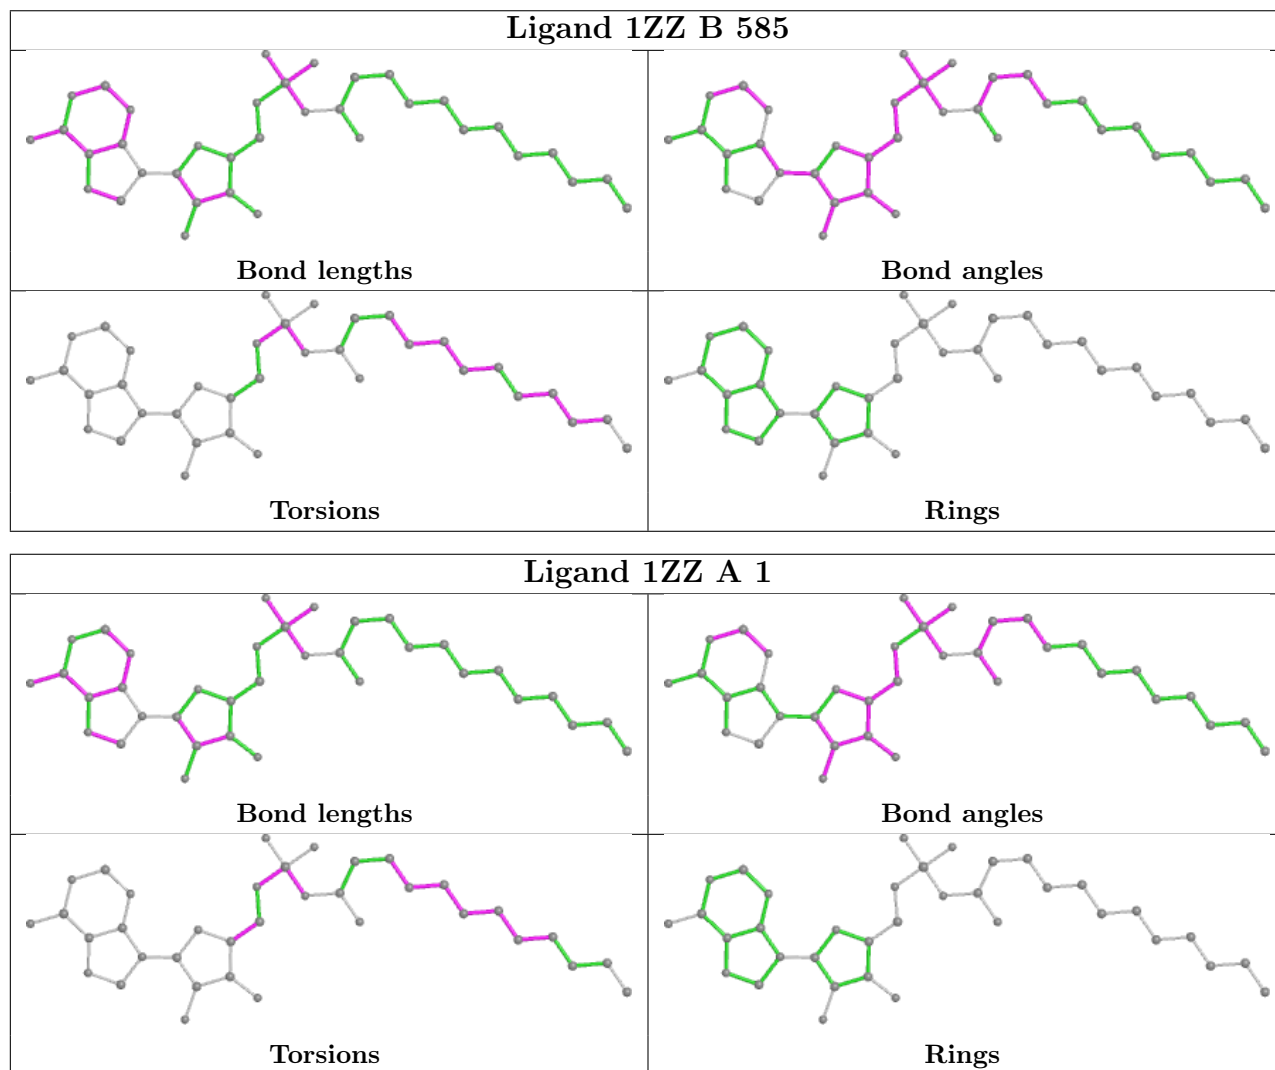 Ligand 1ZZ B 585
Bond lengths
Bond angles
Torsions
Rings
Ligand 1ZZ A 1
Bond lengths
Bond angles
Torsions
Rings